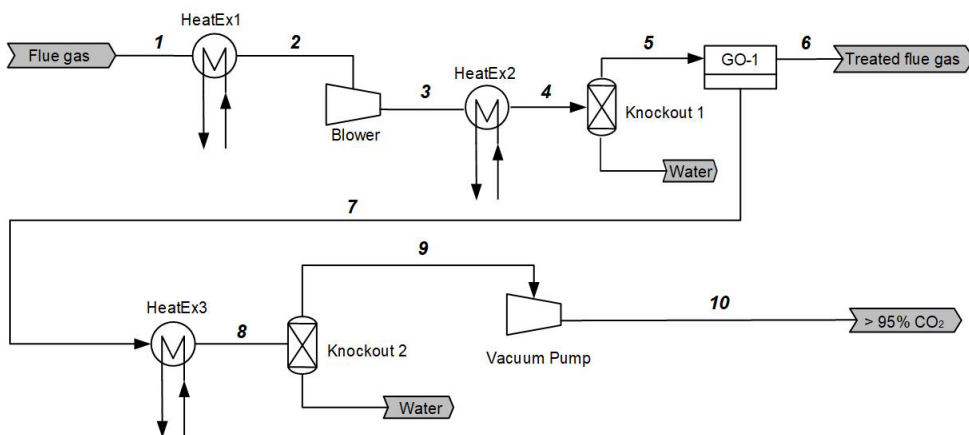 HeatEx1
Flue gas
1
2
Blower
3
HeatEx2
4
5
Knockout 1
Water
GO-1
6
Treated flue gas
7
HeatEx3
8
9
Knockout 2
Water
Vacuum Pump
10
> 95% CO₂